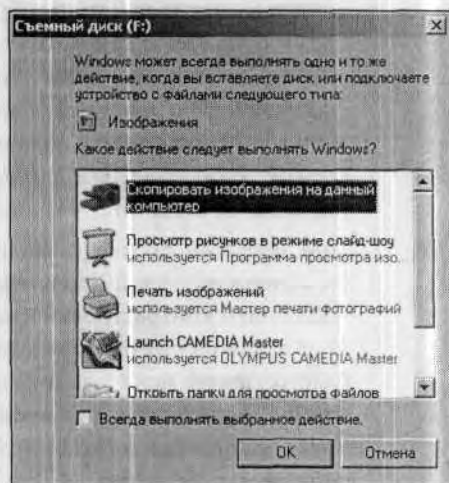 Съемный диск (F:)
Windows может всегда выполнять одно и то же
действие, когда вы вставляете диск или подключаете
устройство с файлами следующего типа:
Изображения
Какое действие следует выполнять Windows?
Скопировать изображения на данный
компьютер
Просмотр рисунков в режиме слайд-шоу
используется Программа просмотра изо...
Печать изображений
используется Мастер печати фотографий
Launch CAMEDIA Master
используется OLYMPUS CAMEDIA Master
Открыть папку для просмотра файлов
Всегда выполнять выбранное действие.
OK
Отмена